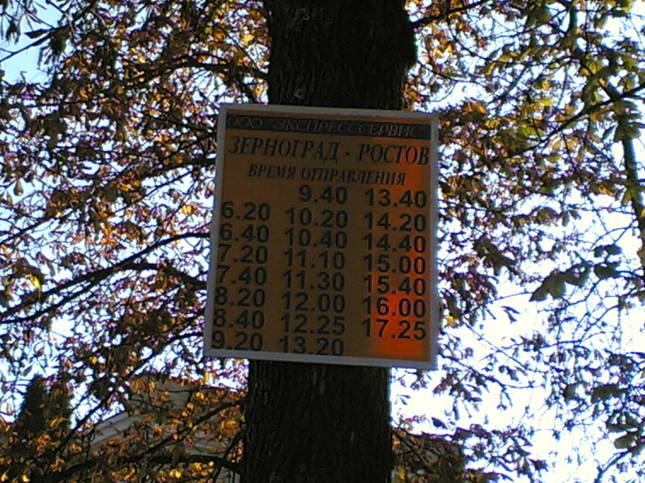 ООО ЭКСПРЕССЕРВИС
ЗЕРНОГРАД - РОСТОВ
ВРЕМЯ ОТПРАВЛЕНИЯ
9.40 13.40
6.20 10.20 14.20
6.40 10.40 14.40
7.20 11.10 15.00
7.40 11.30 15.40
8.20 12.00 16.00
8.40 12.25 17.25
9.20 13.20